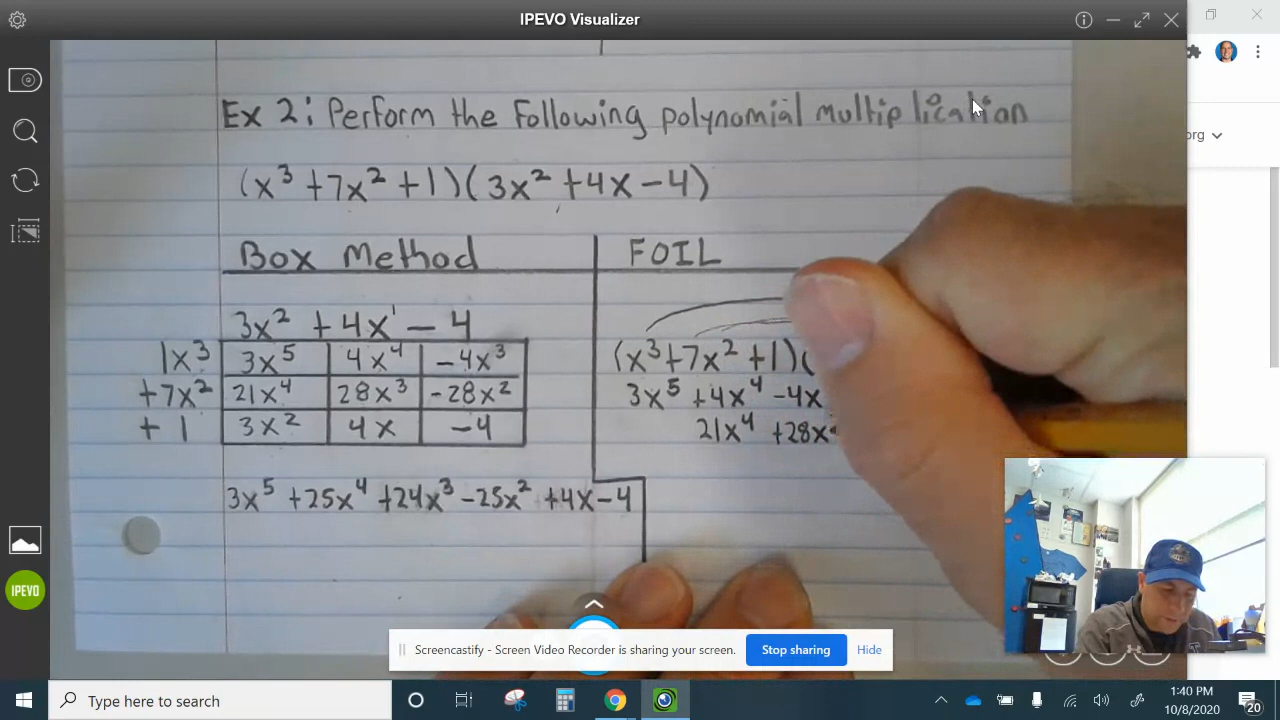 IPEVO Visualizer
org
Ex 2: Perform the Following polynomial multiplication
(x³ +7x² +1)(3x² +4x -4)
Box Method
FOIL
3x² +4x¹ - 4
1x³ 3x⁵ 4x⁴ -4x³
+7x² 21x⁴ 28x³ -28x²
+ 1 3x² 4x -4
3x⁵ +25x⁴ +24x³ -25x² +4x -4
(x³ +7x² +1)(
3x⁵ +4x⁴ -4x
21x⁴ +28x
IPEVO
Screencastify - Screen Video Recorder is sharing your screen.
Stop sharing
Hide
Type here to search
1:40 PM
10/8/2020
20